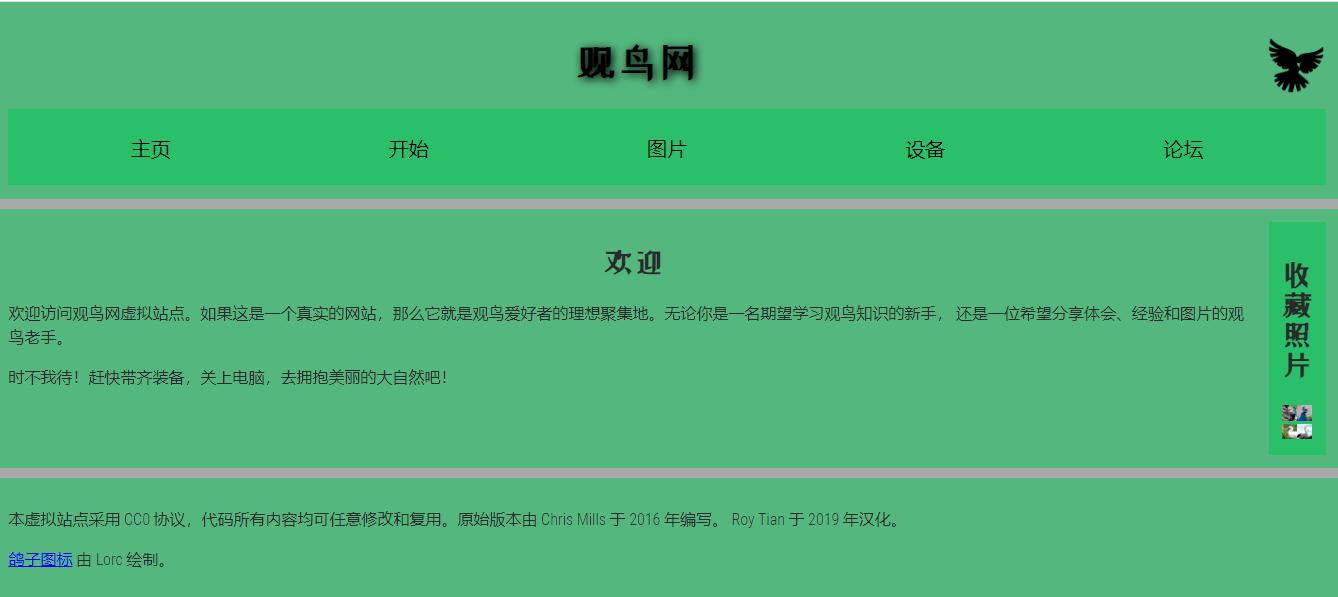 观鸟网
主页 开始 图片 设备 论坛
欢迎
欢迎访问观鸟网虚拟站点。如果这是一个真实的网站，那么它就是观鸟爱好者的理想聚集地。无论你是一名期望学习观鸟知识的新手， 还是一位希望分享体会、经验和图片的观
鸟老手。
时不我待！赶快带齐装备，关上电脑，去拥抱美丽的大自然吧！
收
藏
照
片
本虚拟站点采用 CC0 协议，代码所有内容均可任意修改和复用。原始版本由 Chris Mills 于 2016 年编写。 Roy Tian 于 2019 年汉化。
鸽子图标 由 Lorc 绘制。